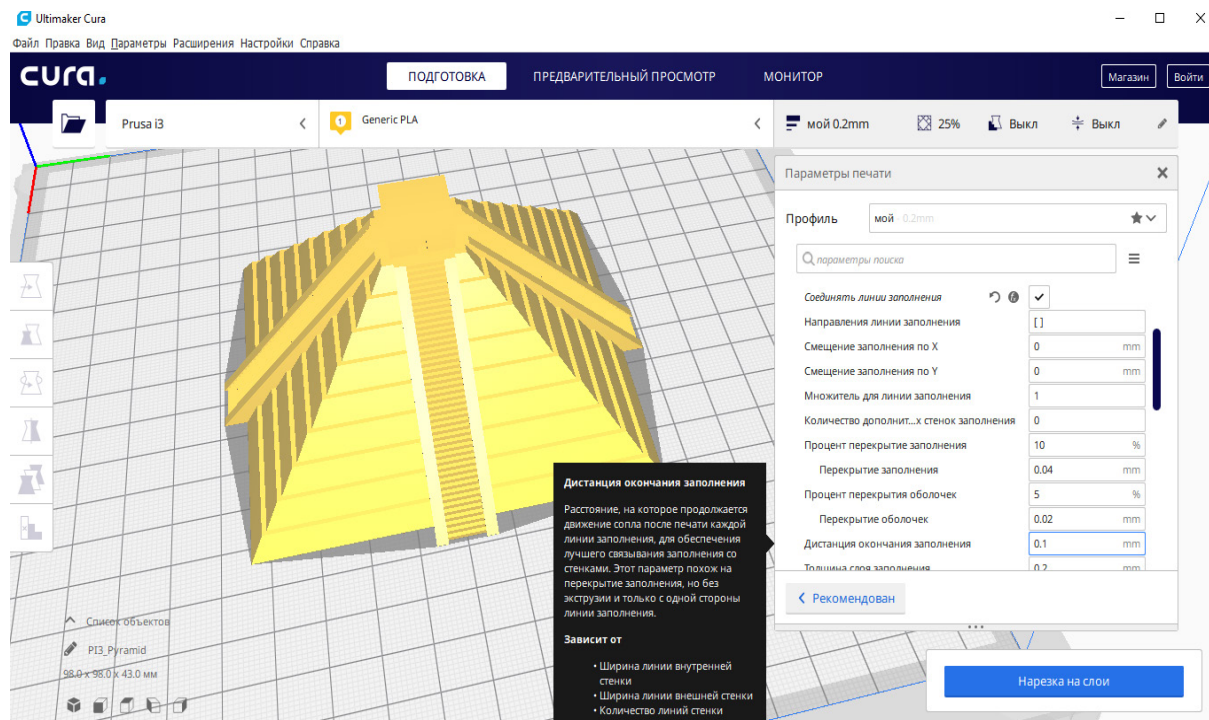 Ultimaker Cura
Файл Правка Вид Параметры Расширения Настройки Справка
cura.
ПОДГОТОВКА ПРЕДВАРИТЕЛЬНЫЙ ПРОСМОТР МОНИТОР Магазин Войти
Prusa i3 1 Generic PLA мой 0.2mm 25% Выкл Выкл
Параметры печати
Профиль мой - 0.2mm
параметры поиска
Соединять линии заполнения
Направления линии заполнения [ ]
Смещение заполнения по X 0 mm
Смещение заполнения по Y 0 mm
Множитель для линии заполнения 1
Количество дополнит...х стенок заполнения 0
Процент перекрытие заполнения 10 %
Перекрытие заполнения 0.04 mm
Процент перекрытия оболочек 5 %
Перекрытие оболочек 0.02 mm
Дистанция окончания заполнения 0.1 mm
Толщина слоя заполнения 0.2 mm
Рекомендован
Дистанция окончания заполнения
Расстояние, на которое продолжается
движение сопла после печати каждой
линии заполнения, для обеспечения
лучшего связывания заполнения со
стенками. Этот параметр похож на
перекрытие заполнения, но без
экструзии и только с одной стороны
линии заполнения.
Зависит от
• Ширина линии внутренней
стенки
• Ширина линии внешней стенки
• Количество линий стенки
Список объектов
PI3_Pyramid
98.0 x 98.0 x 43.0 мм
Нарезка на слои